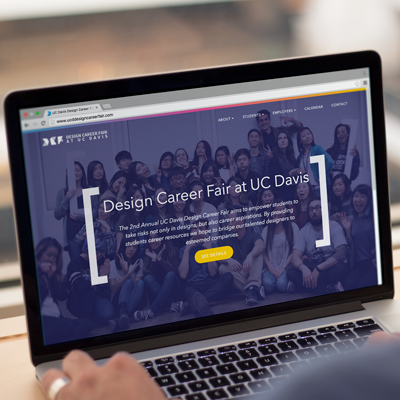 UC Davis Design Career F
www.ucddesigncareerfair.com
DCF DESIGN CAREER FAIR
AT UC DAVIS
ABOUT STUDENTS EMPLOYERS CALENDAR CONTACT
Design Career Fair at UC Davis
The 2nd Annual UC Davis Design Career Fair aims to empower students to
take risks not only in designs, but also career aspirations. By providing
students career resources we hope to bridge our talented designers to
esteemed companies.
SEE DETAILS